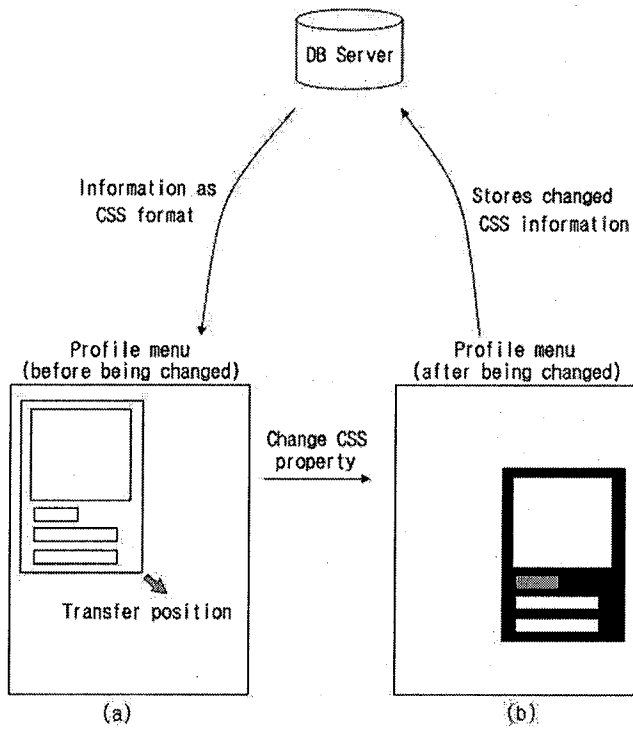 DB Server
Information as
CSS format
Stores changed
CSS information
Profile menu
(before being changed)
Profile menu
(after being changed)
Change CSS
property
Transfer position
(a)
(b)